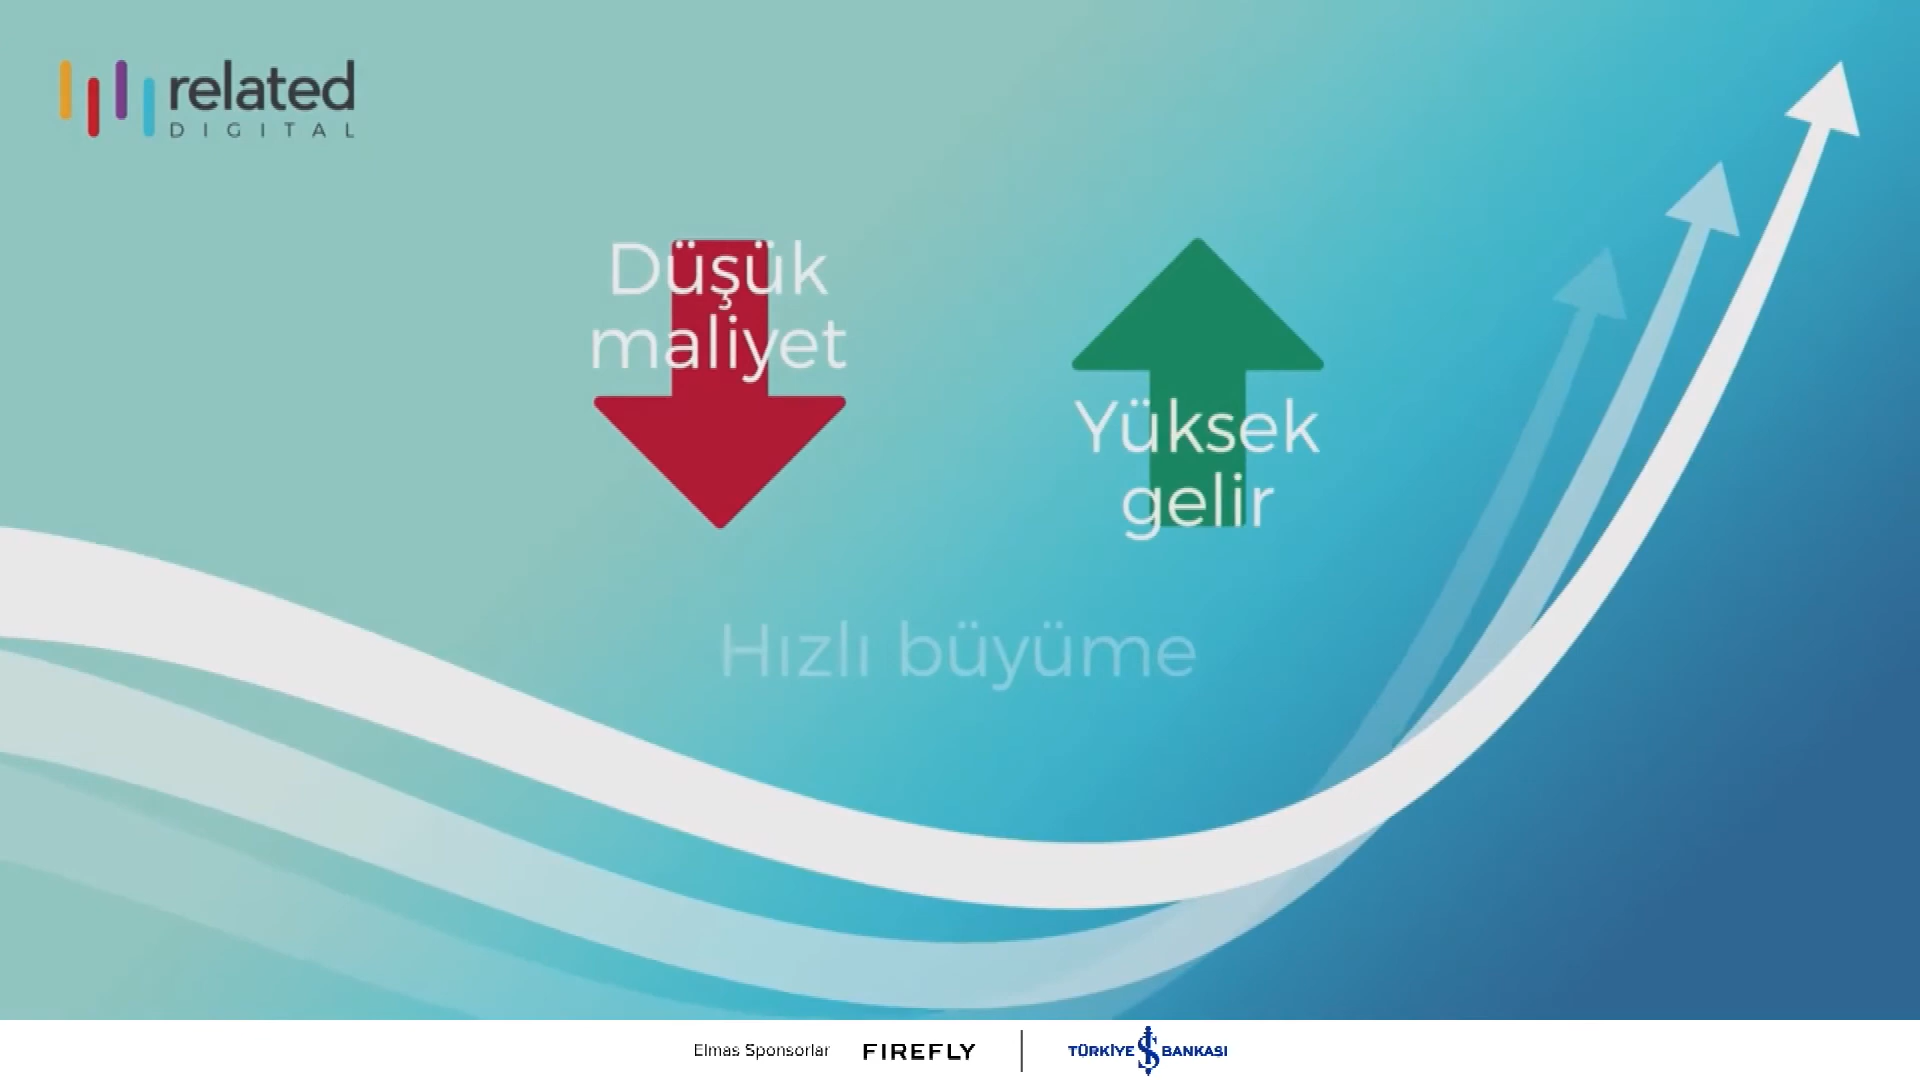 related
DIGITAL
Düşük
maliyet
Yüksek
gelir
Hızlı büyüme
Elmas Sponsorlar
FIREFLY
TÜRKİYE İŞ BANKASI